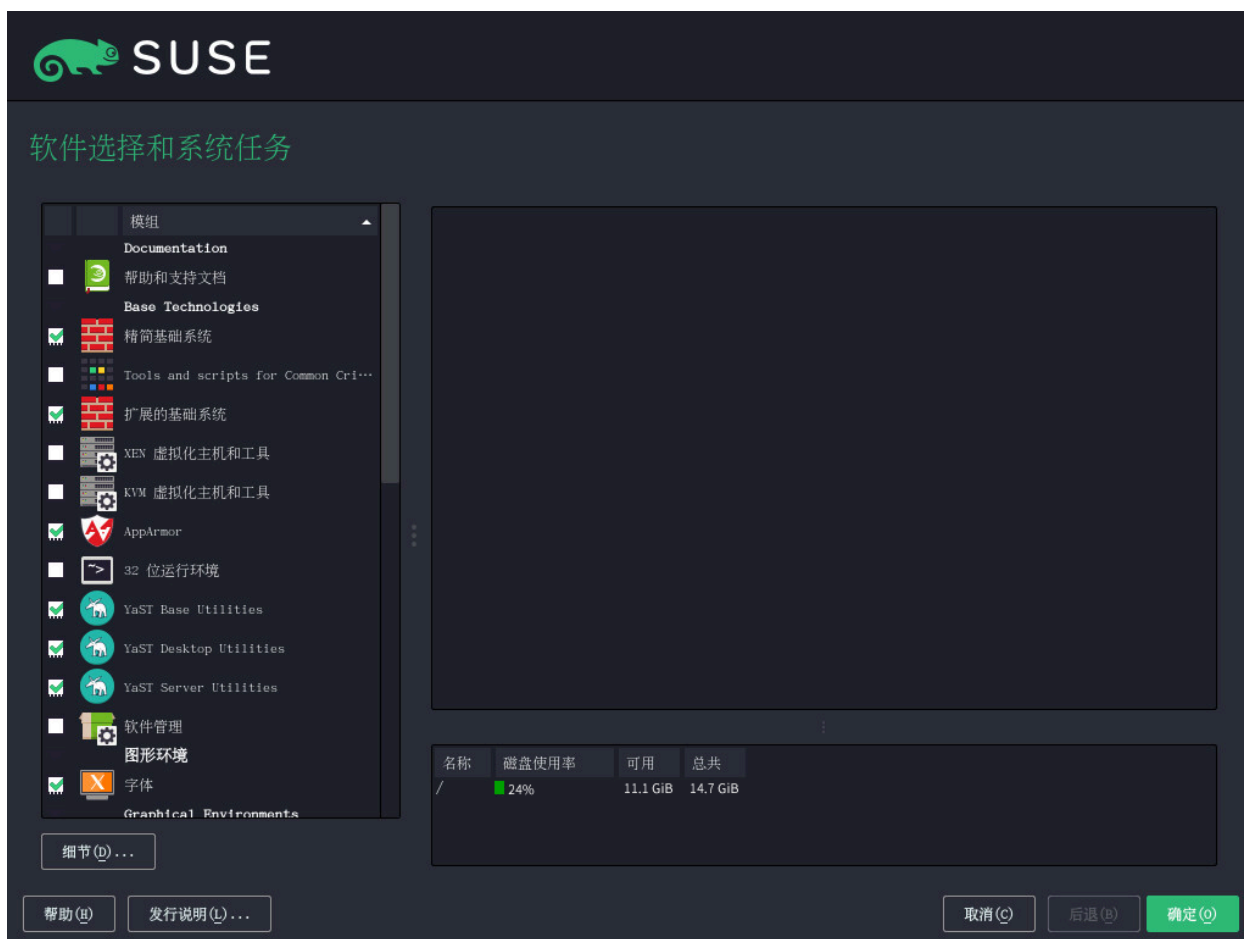 SUSE
软件选择和系统任务
模组
Documentation
帮助和支持文档
Base Technologies
精简基础系统
Tools and scripts for Common Cri…
扩展的基础系统
XEN 虚拟化主机和工具
KVM 虚拟化主机和工具
AppArmor
32 位运行环境
YaST Base Utilities
YaST Desktop Utilities
YaST Server Utilities
软件管理
图形环境
字体
Graphical Environments
名称 磁盘使用率 可用 总共
/ 24% 11.1 GiB 14.7 GiB
细节(D)...
帮助(H) 发行说明(L)... 取消(C) 后退(B) 确定(O)